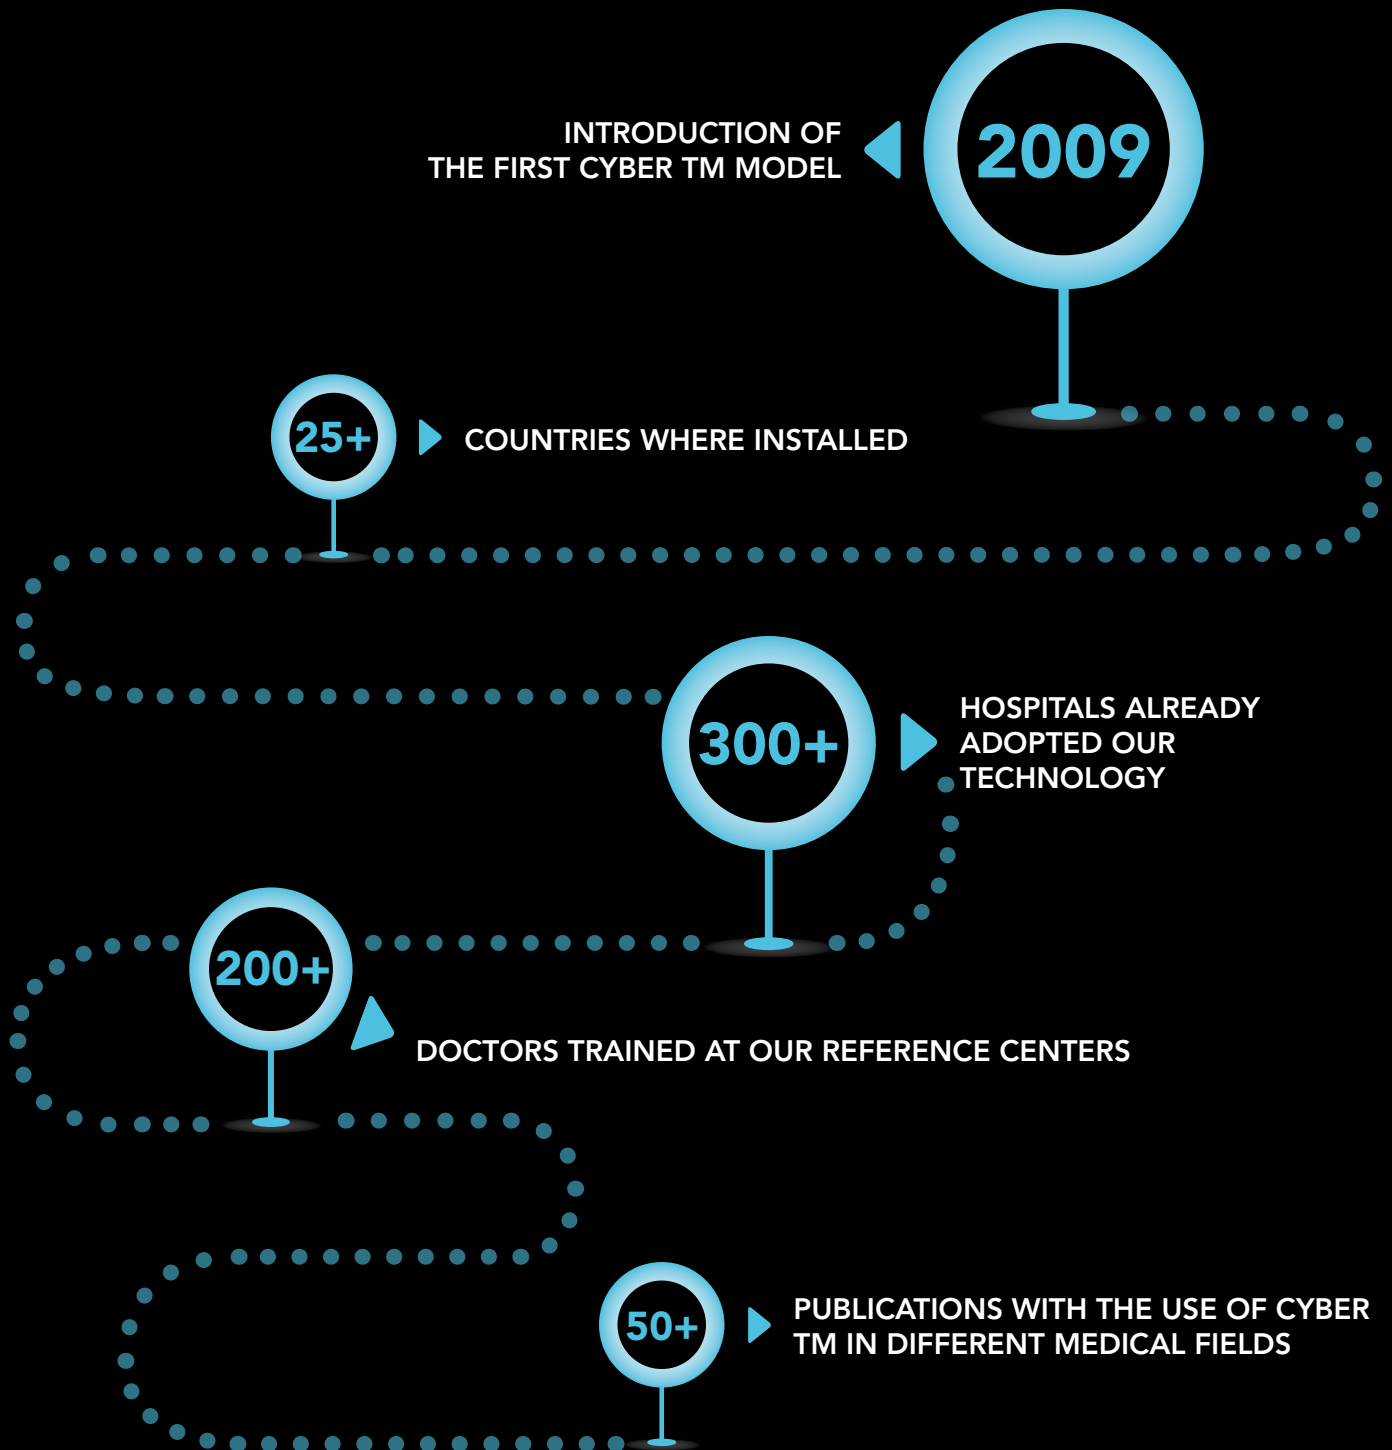 2009
INTRODUCTION OF
THE FIRST CYBER TM MODEL
25+
COUNTRIES WHERE INSTALLED
300+
HOSPITALS ALREADY
ADOPTED OUR
TECHNOLOGY
200+
DOCTORS TRAINED AT OUR REFERENCE CENTERS
50+
PUBLICATIONS WITH THE USE OF CYBER
TM IN DIFFERENT MEDICAL FIELDS